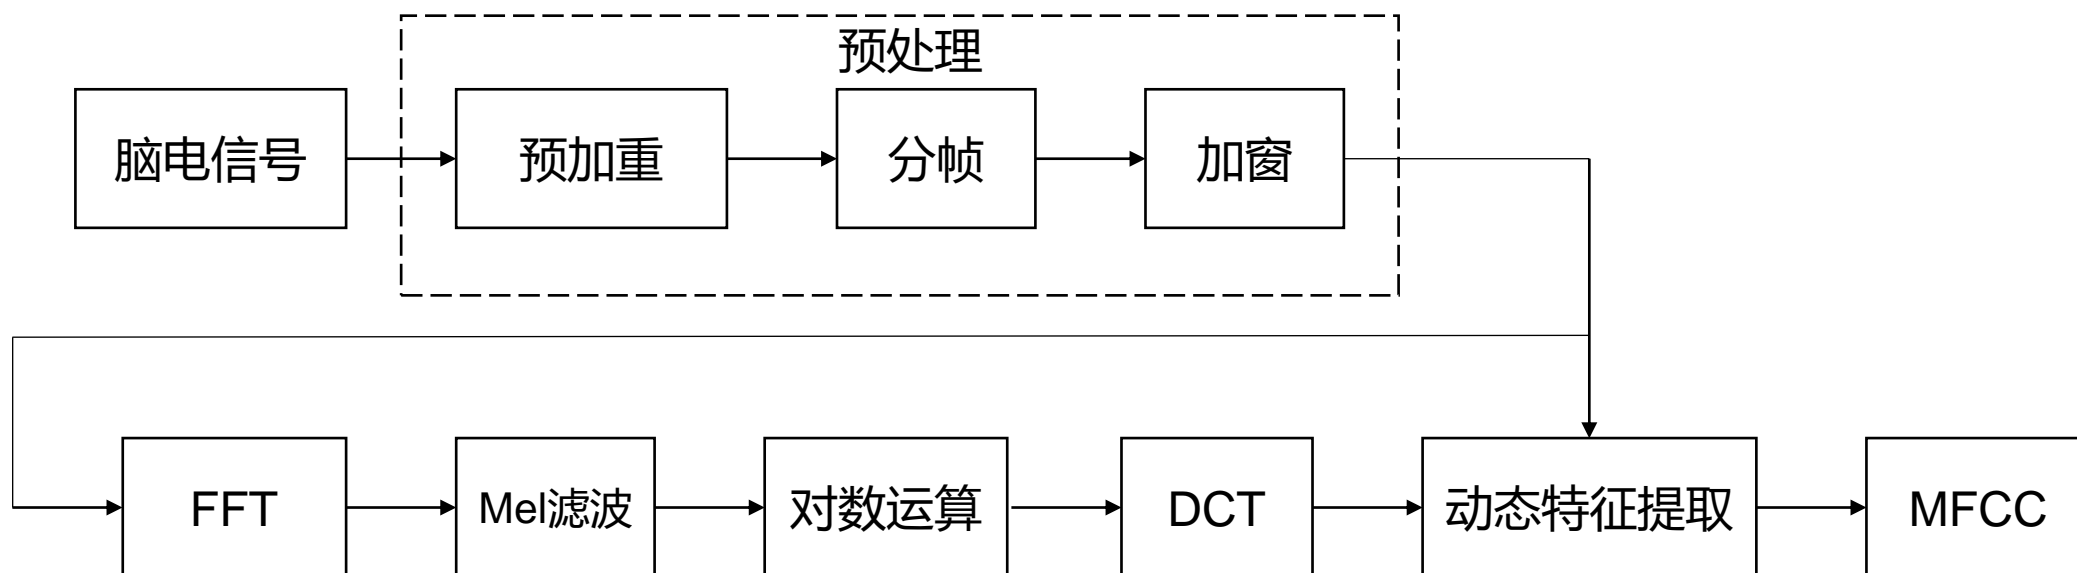 预处理
脑电信号
预加重
分帧
加窗
FFT
Mel滤波
对数运算
DCT
动态特征提取
MFCC